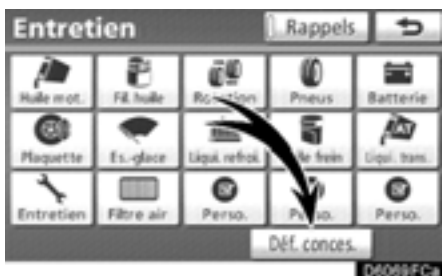 Entretien Rappels
Huile mot. Fil. huile Rotation Pneus Batterie
Plaquette Es.-glace Liqui. refroi. frein Liqui. trans.
Entretien Filtre air Perso. Perso. Perso.
Déf. conces.
D6069FCa